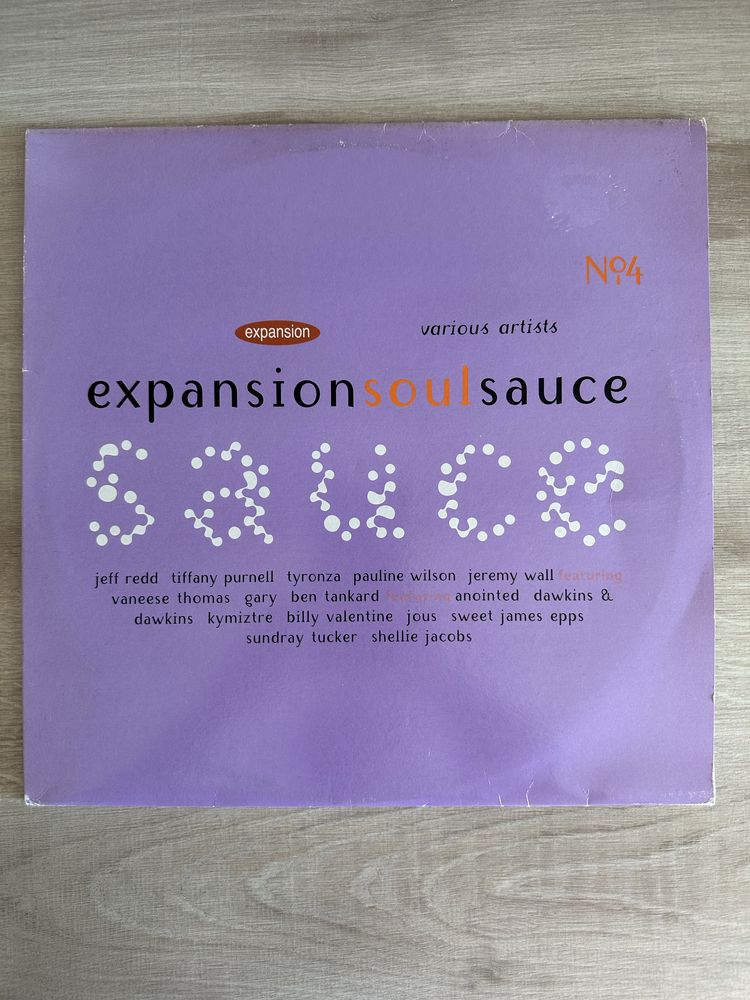 Nº4
expansion
various artists
expansionsoulsauce
sauce
jeff redd tiffany purnell tyronza pauline wilson jeremy wall featuring
vaneese thomas gary ben tankard featuring anointed dawkins &
dawkins kymiztre billy valentine jous sweet james epps
sundray tucker shellie jacobs